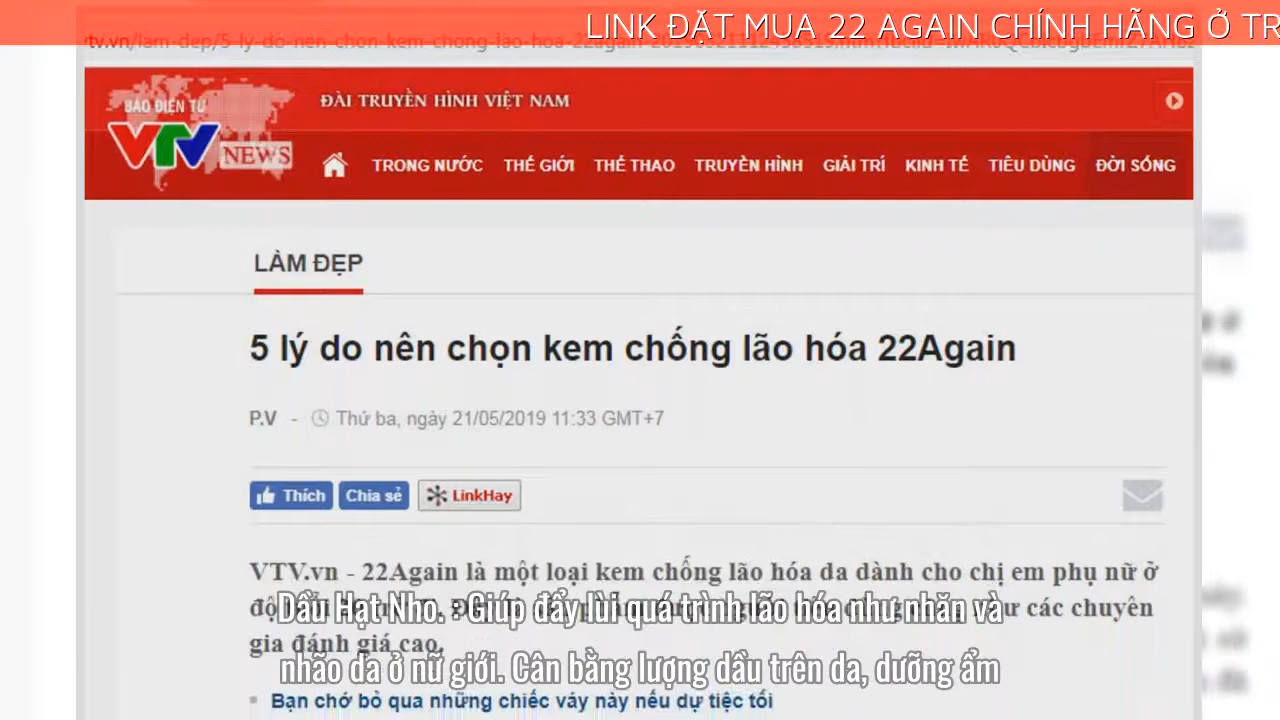 LINK ĐẶT MUA 22 AGAIN CHÍNH HÃNG Ở TR
BÁO ĐIỆN TỬ
VTV NEWS
ĐÀI TRUYỀN HÌNH VIỆT NAM
TRONG NƯỚC THẾ GIỚI THỂ THAO TRUYỀN HÌNH GIẢI TRÍ KINH TẾ TIÊU DÙNG ĐỜI SỐNG
LÀM ĐẸP
5 lý do nên chọn kem chống lão hóa 22Again
P.V - Thứ ba, ngày 21/05/2019 11:33 GMT+7
Thích Chia sẻ LinkHay
VTV.vn - 22Again là một loại kem chống lão hóa da dành cho chị em phụ nữ ở
độ các chuyên
gia đánh giá cao.
Dầu Hạt Nho. : Giúp đẩy lùi quá trình lão hóa như nhăn và
nhão da ở nữ giới. Cân bằng lượng dầu trên da, dưỡng ẩm
Bạn chớ bỏ qua những chiếc váy này nếu dự tiệc tối